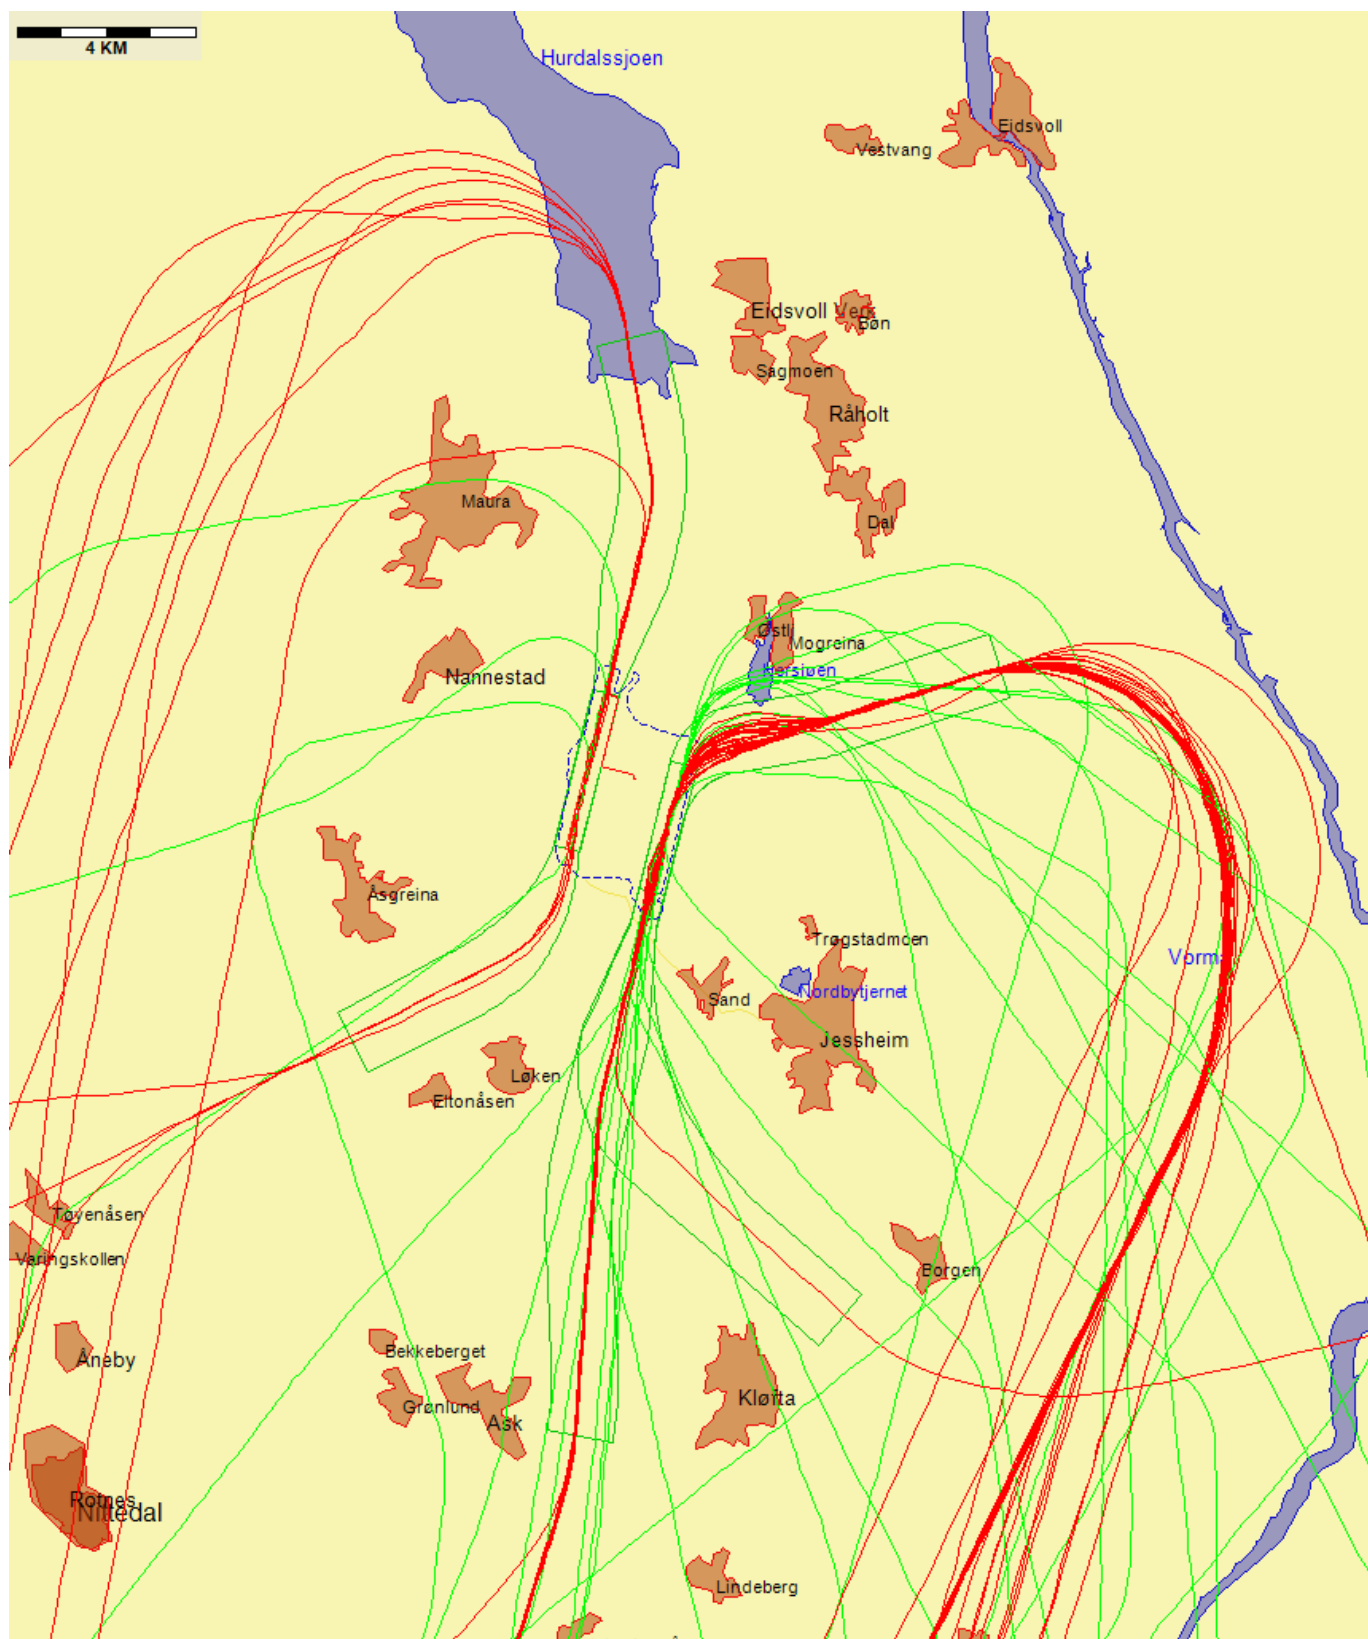 4 KM
Hurdalssjoen
Eidsvoll
Vestvang
Eidsvoll Verk
Bøn
Sagmoen
Råholt
Maura
Dal
Østli
Mogreina
Hersjøen
Nannestad
Åsgreina
Trøgstadmoen
Vorma
Nordbytjernet
Sand
Jessheim
Løken
Eltonåsen
Tøyenåsen
Varingskollen
Borgen
Åneby
Bekkeberget
Grønlund
Ask
Kløfta
Rotnes
Nittedal
Lindeberg